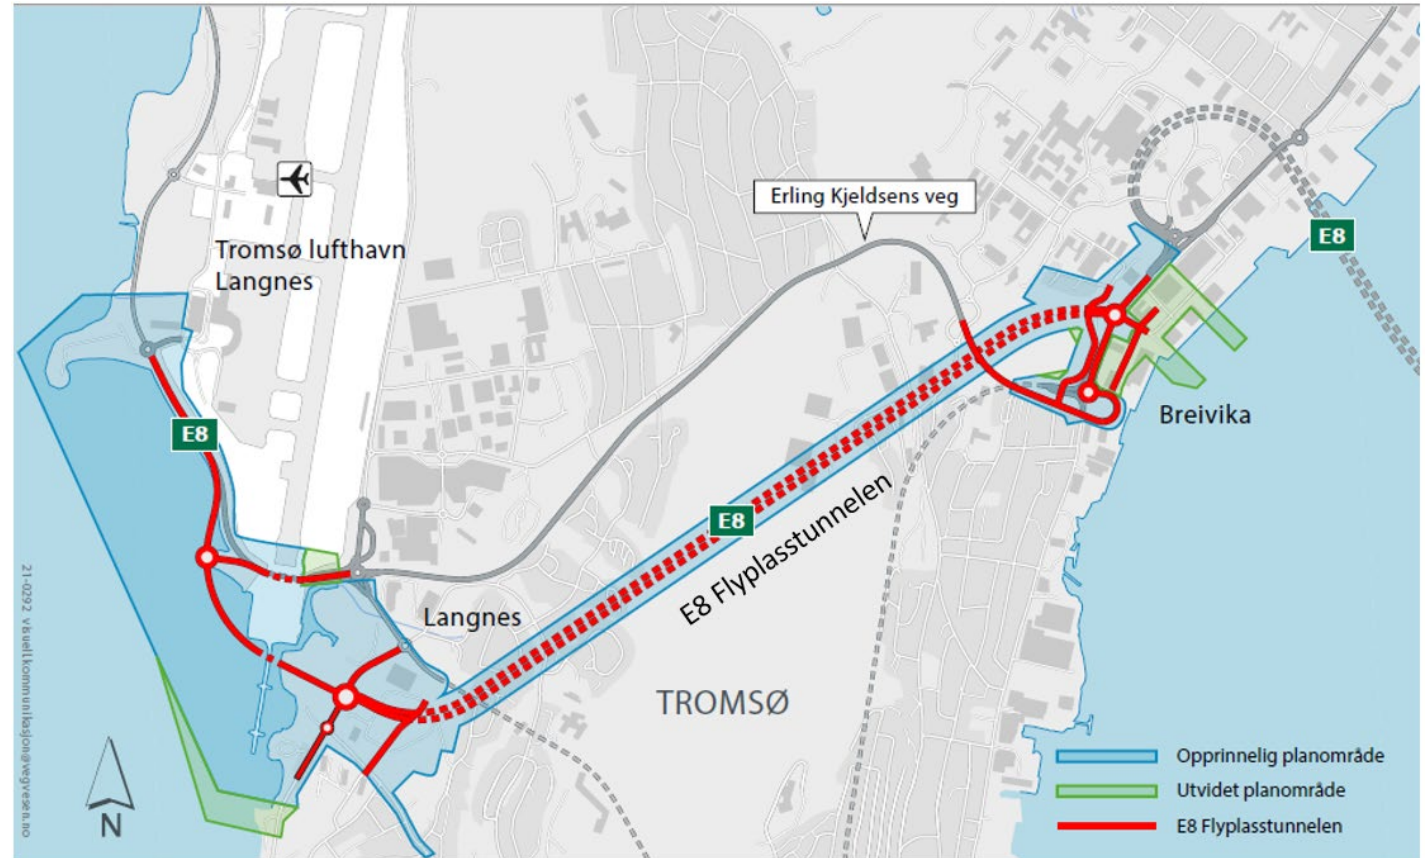 Erling Kjeldsens veg
E8
Tromsø lufthavn
Langnes
E8
Breivika
E8
E8 Flyplasstunnelen
Langnes
TROMSØ
21-0292 visuellkommunikasjon@vegvesen.no
N
Opprinnelig planområde
Utvidet planområde
E8 Flyplasstunnelen